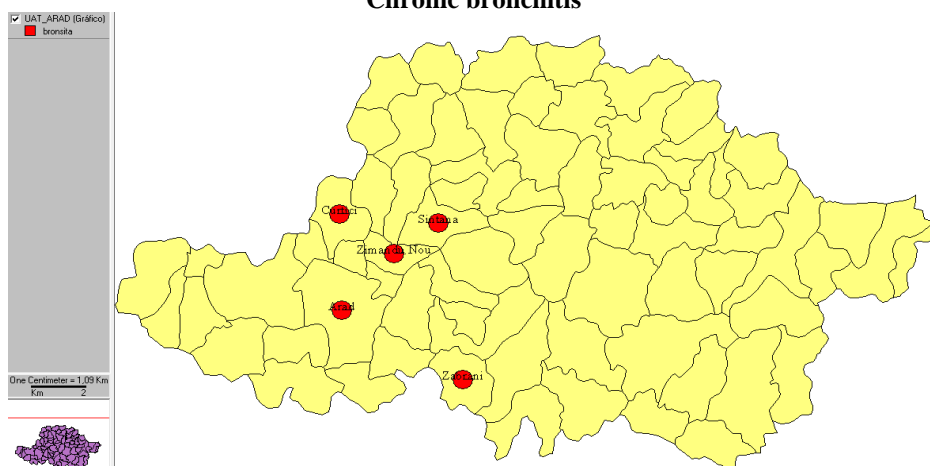 Chronic bronchitis
UAT_ARAD (Gráfico)
bronsita
Curtici
Sintana
Zimandu Nou
Arad
Zabrani
One Centimeter = 1,09 Km
Km 2